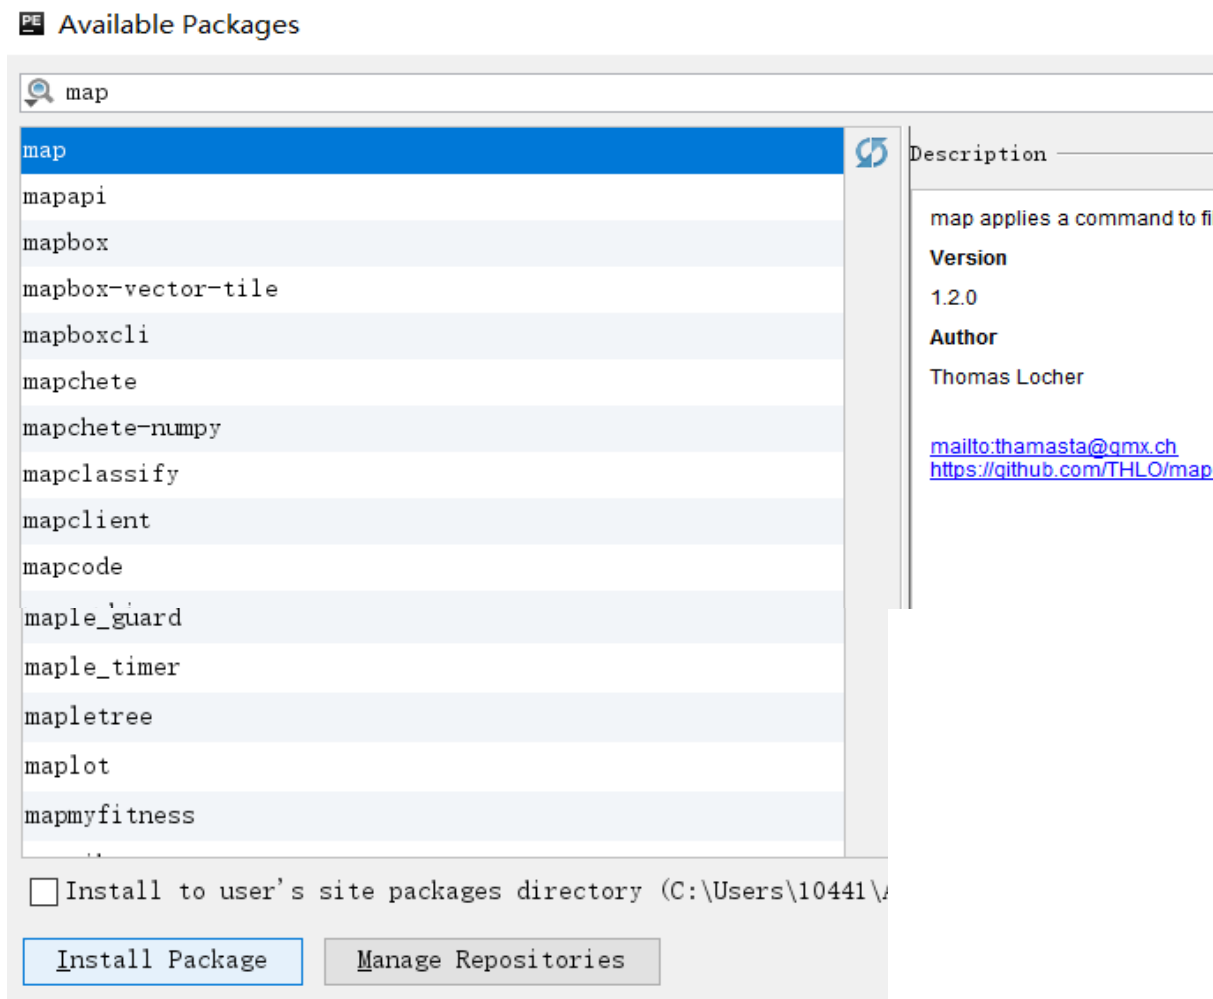 PE Available Packages
map
map
mapapi
mapbox
mapbox-vector-tile
mapboxcli
mapchete
mapchete-numpy
mapclassify
mapclient
mapcode
maple_guard
maple_timer
mapletree
maplot
mapmyfitness
Description
map applies a command to fi
Version
1.2.0
Author
Thomas Locher
mailto:thamasta@gmx.ch
https://github.com/THLO/map
Install to user's site packages directory (C:\Users\10441\
Install Package
Manage Repositories